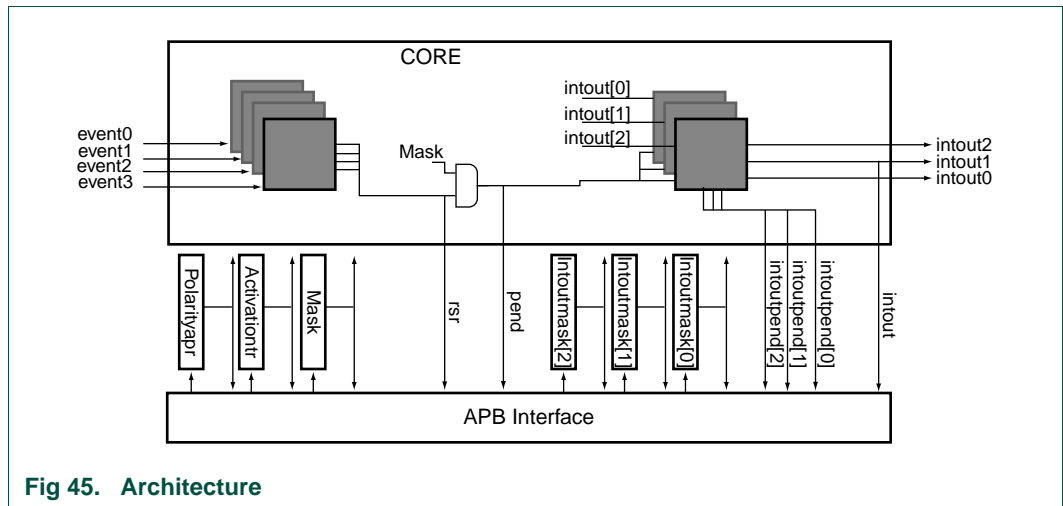 CORE
intout[0]
intout[1]
intout[2]
event0
event1
event2
event3
Mask
intout2
intout1
intout0
Polarityapr
Activationtr
Mask
rsr
pend
Intoutmask[2]
Intoutmask[1]
Intoutmask[0]
intoutpend[2]
intoutpend[1]
intoutpend[0]
intout
APB Interface
Fig 45. Architecture